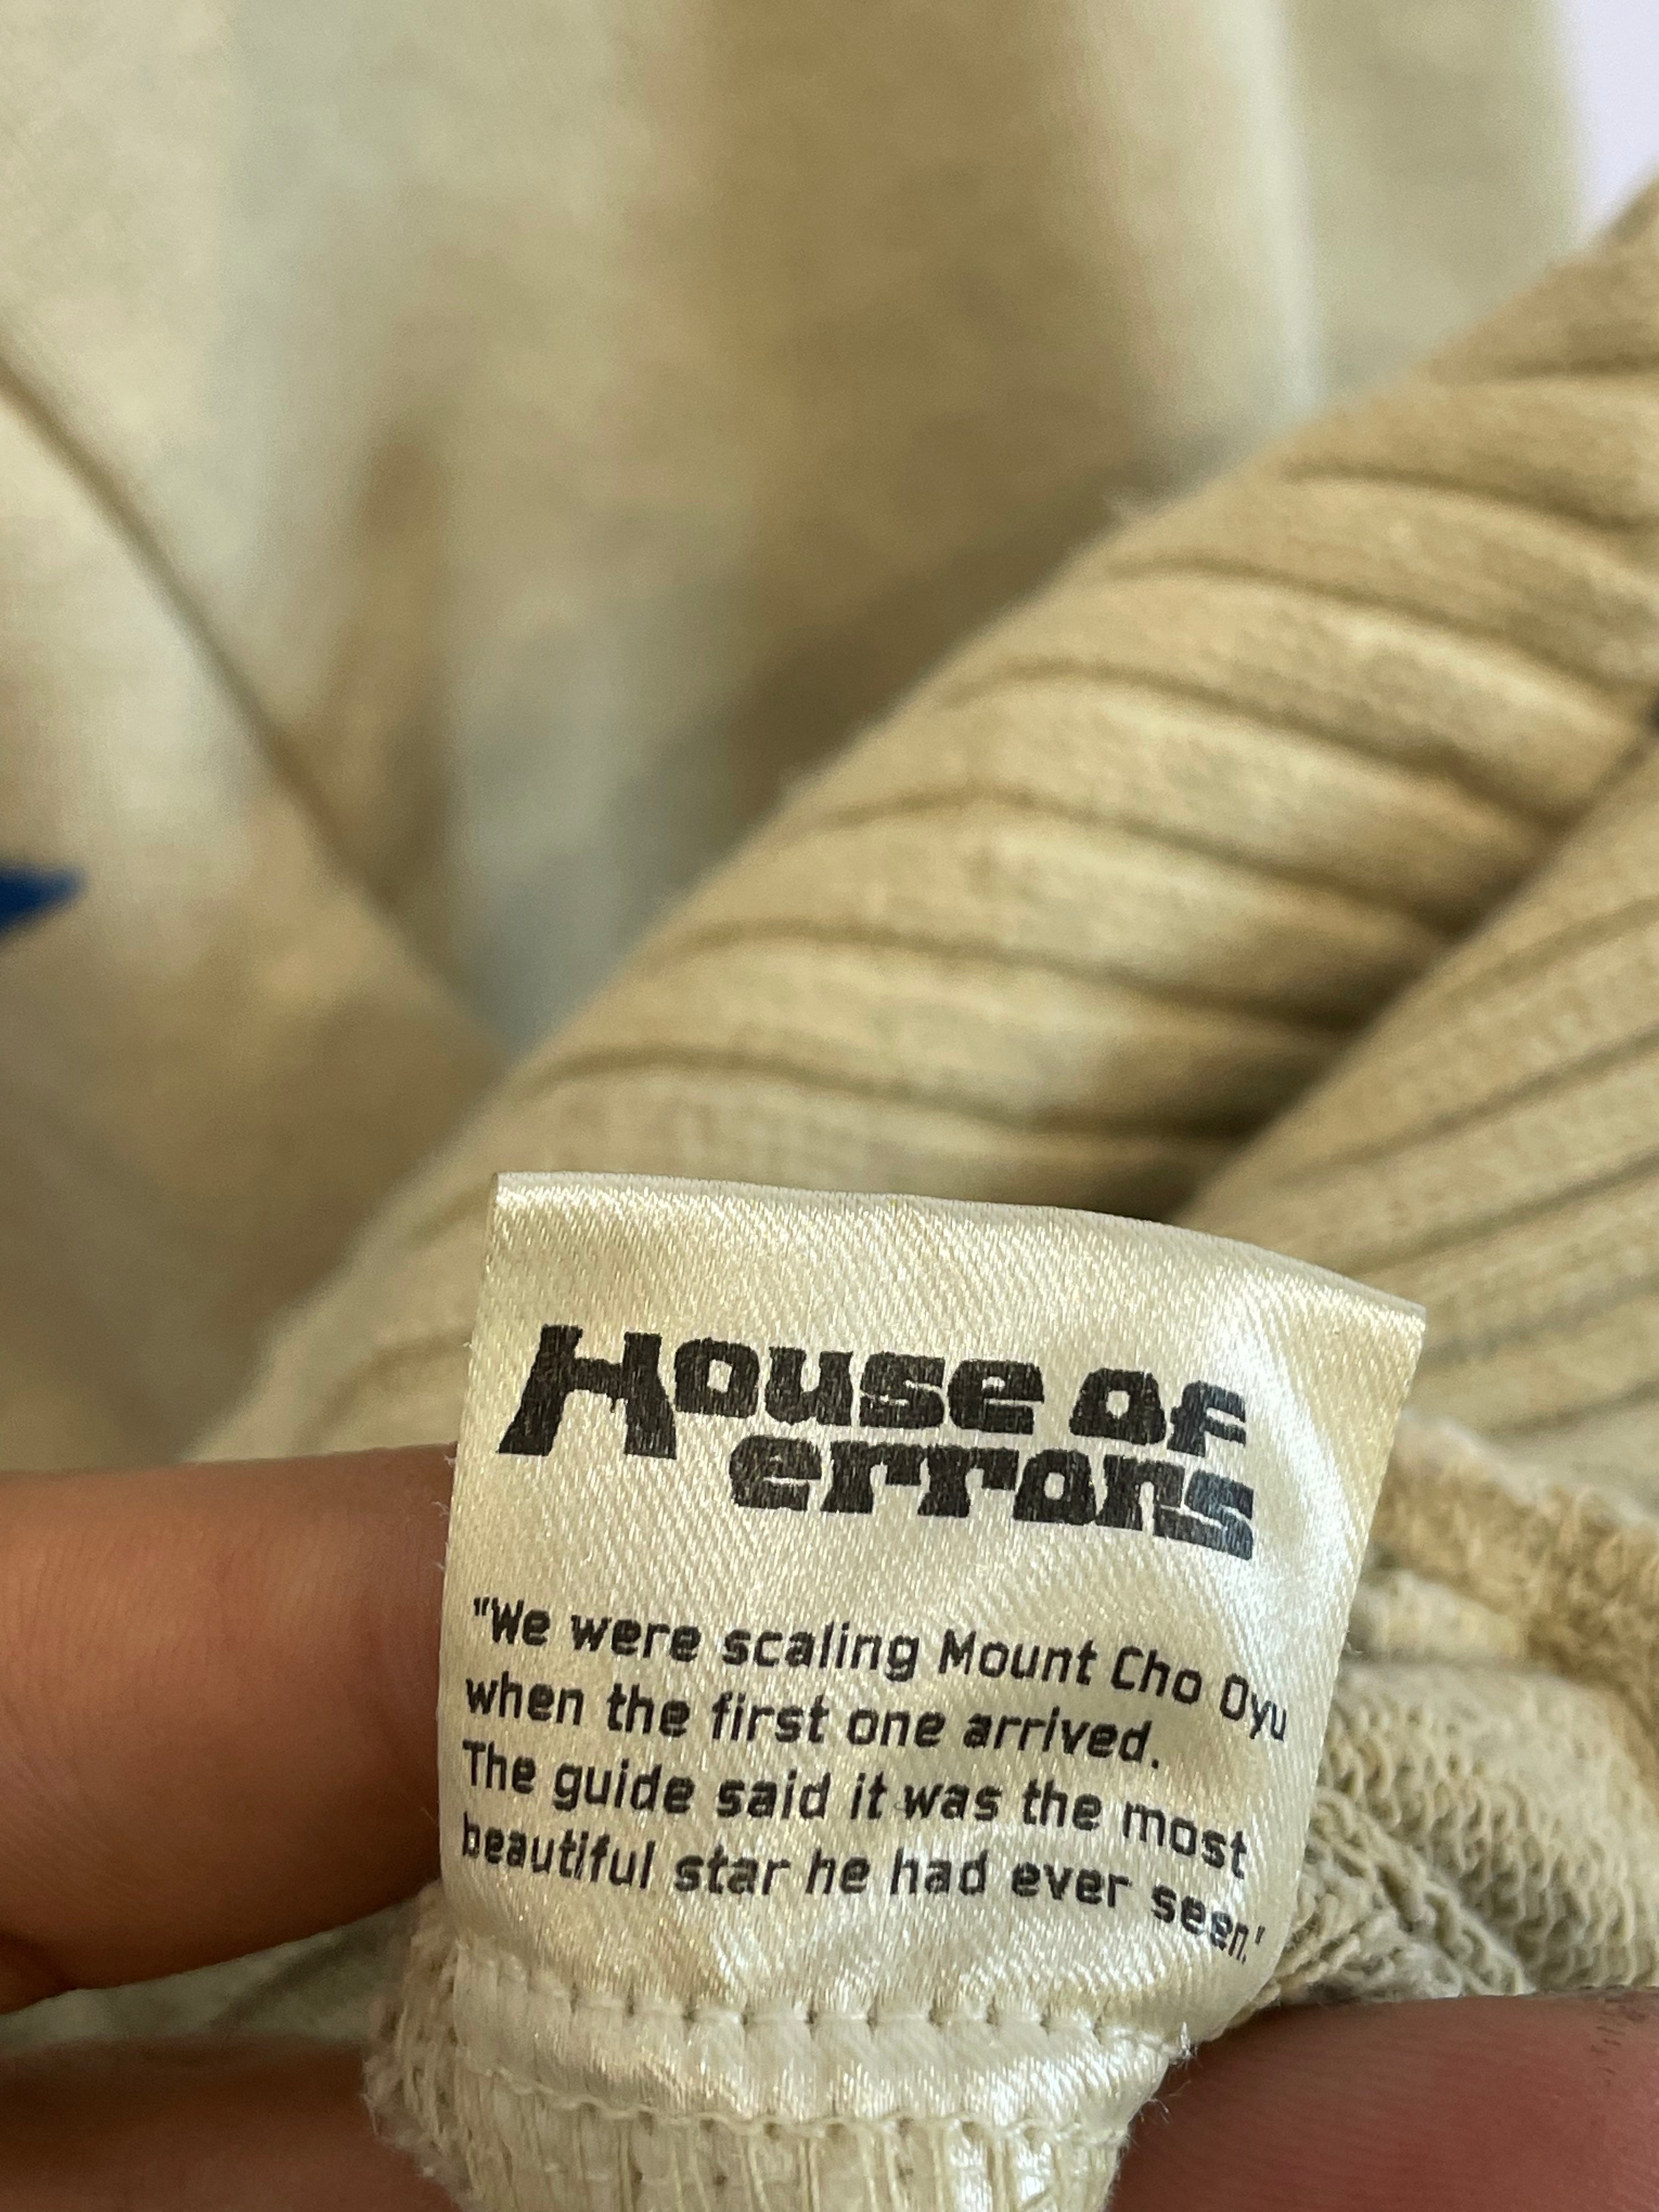 House of
errors
"We were scaling Mount Cho Oyu
when the first one arrived.
The guide said it was the most
beautiful star he had ever seen."